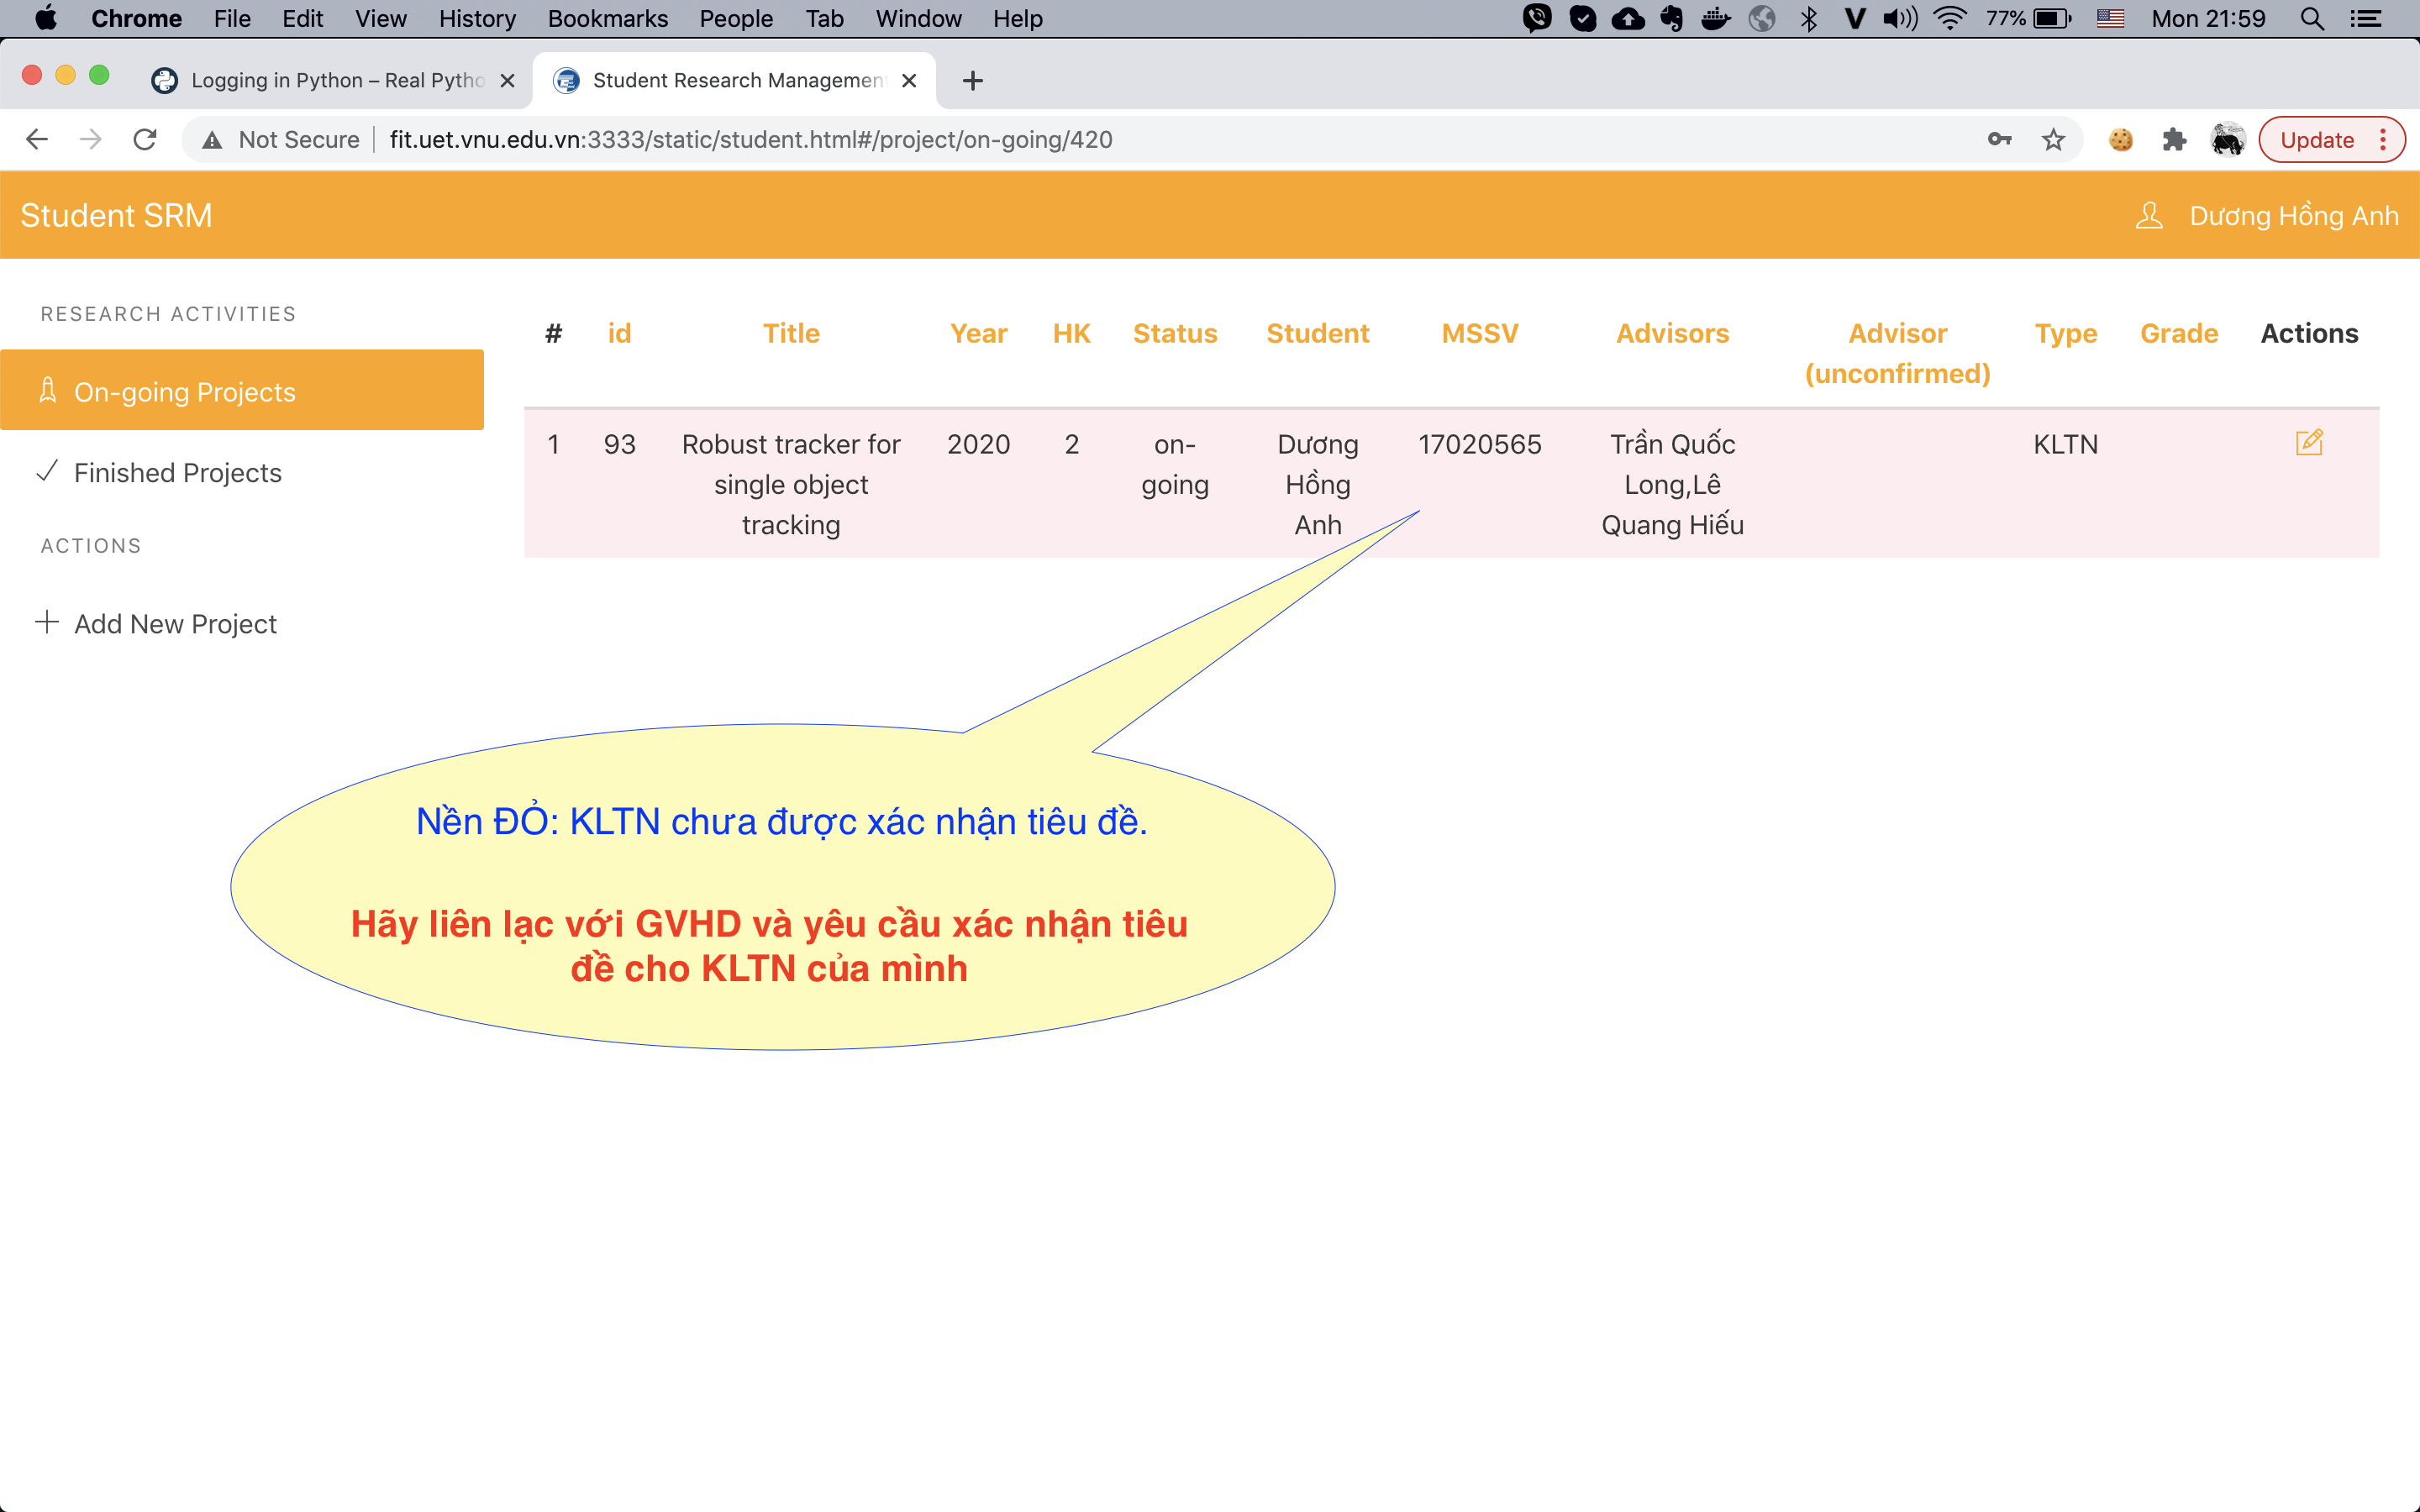 Chrome File Edit View History Bookmarks People Tab Window Help 77% Mon 21:59
Logging in Python – Real Pytho
Student Research Managemen
Not Secure fit.uet.vnu.edu.vn:3333/static/student.html#/project/on-going/420 Update
Student SRM Dương Hồng Anh
RESEARCH ACTIVITIES
On-going Projects
Finished Projects
ACTIONS
Add New Project
# id Title Year HK Status Student MSSV Advisors Advisor Type Grade Actions
(unconfirmed)
1 93 Robust tracker for 2020 2 on- Dương 17020565 Trần Quốc KLTN
single object going Hồng Long,Lê
tracking Anh Quang Hiếu
Nền ĐỎ: KLTN chưa được xác nhận tiêu đề.
Hãy liên lạc với GVHD và yêu cầu xác nhận tiêu
đề cho KLTN của mình